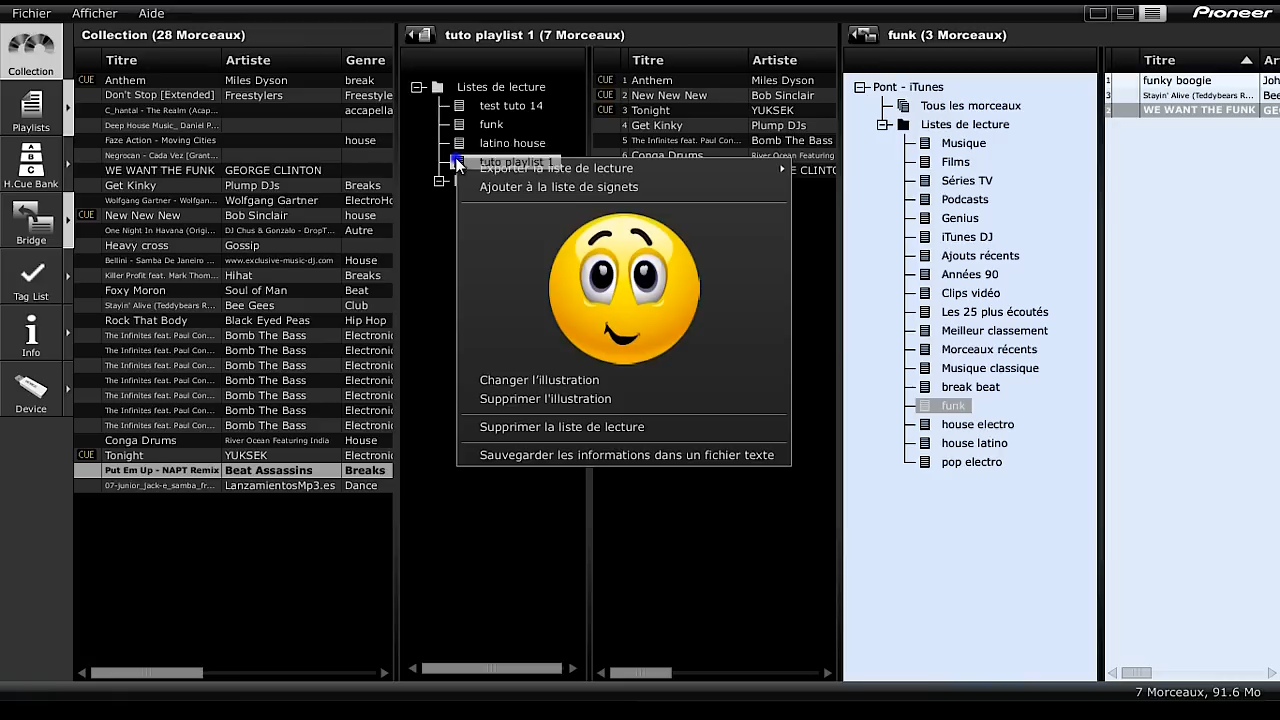 Fichier Afficher Aide
Pioneer
Collection
Playlists
A
B
C
H.Cue Bank
Bridge
Tag List
Info
Device
Collection (28 Morceaux)
Titre Artiste Genre
CUE Anthem Miles Dyson break
Don't Stop [Extended] Freestylers
C_hantal - The Realm (Acap... accapella
Deep House Music_ Daniel P...
Faze Action - Moving Cities house
Negrocan - Cada Vez [Grant...
WE WANT THE FUNK GEORGE CLINTON
Get Kinky Plump DJs Breaks
Wolfgang Gartner - Wolfgan... Wolfgang Gartner ElectroHo
CUE New New New Bob Sinclair house
One Night In Havana (Origi... DJ Chus & Gonzalo - DropT... Autre
Heavy cross Gossip
Bellini - Samba De Janeiro ... www.exclusive-music-dj.com House
Killer Profit feat. Mark Thom... Hihat Breaks
Foxy Moron Soul of Man Beat
Stayin' Alive (Teddybears R... Bee Gees Club
Rock That Body Black Eyed Peas Hip Hop
The Infinites feat. Paul Con... Bomb The Bass Electronic
The Infinites feat. Paul Con... Bomb The Bass Electronic
The Infinites feat. Paul Con... Bomb The Bass Electronic
The Infinites feat. Paul Con... Bomb The Bass Electronic
The Infinites feat. Paul Con... Bomb The Bass Electronic
The Infinites feat. Paul Con... Bomb The Bass Electronic
The Infinites feat. Paul Con... Bomb The Bass Electronic
Conga Drums River Ocean Featuring India House
CUE Tonight YUKSEK Electronic
Put Em Up - NAPT Remix Beat Assassins Breaks
07-junior_jack-e_samba_fr... LanzamientosMp3.es Dance
tuto playlist 1 (7 Morceaux)
Listes de lecture
test tuto 14
funk
latino house
tuto playlist 1
Titre Artiste
CUE 1 Anthem Miles Dyson
CUE 2 New New New Bob Sinclair
CUE 3 Tonight YUKSEK
4 Get Kinky Plump DJs
5 The Infinites feat. Paul Con... Bomb The Bass
6 Conga Drums River Ocean Featuring
E CLINTON
Exporter la liste de lecture
Ajouter à la liste de signets
Changer l'illustration
Supprimer l'illustration
Supprimer la liste de lecture
Sauvegarder les informations dans un fichier texte
funk (3 Morceaux)
Pont - iTunes
Tous les morceaux
Listes de lecture
Musique
Films
Séries TV
Podcasts
Genius
iTunes DJ
Ajouts récents
Années 90
Clips vidéo
Les 25 plus écoutés
Meilleur classement
Morceaux récents
Musique classique
break beat
funk
house electro
house latino
pop electro
Titre Ar
1 funky boogie Joh
3 Stayin' Alive (Teddybears R... Bee
2 WE WANT THE FUNK GEO
7 Morceaux, 91.6 Mo